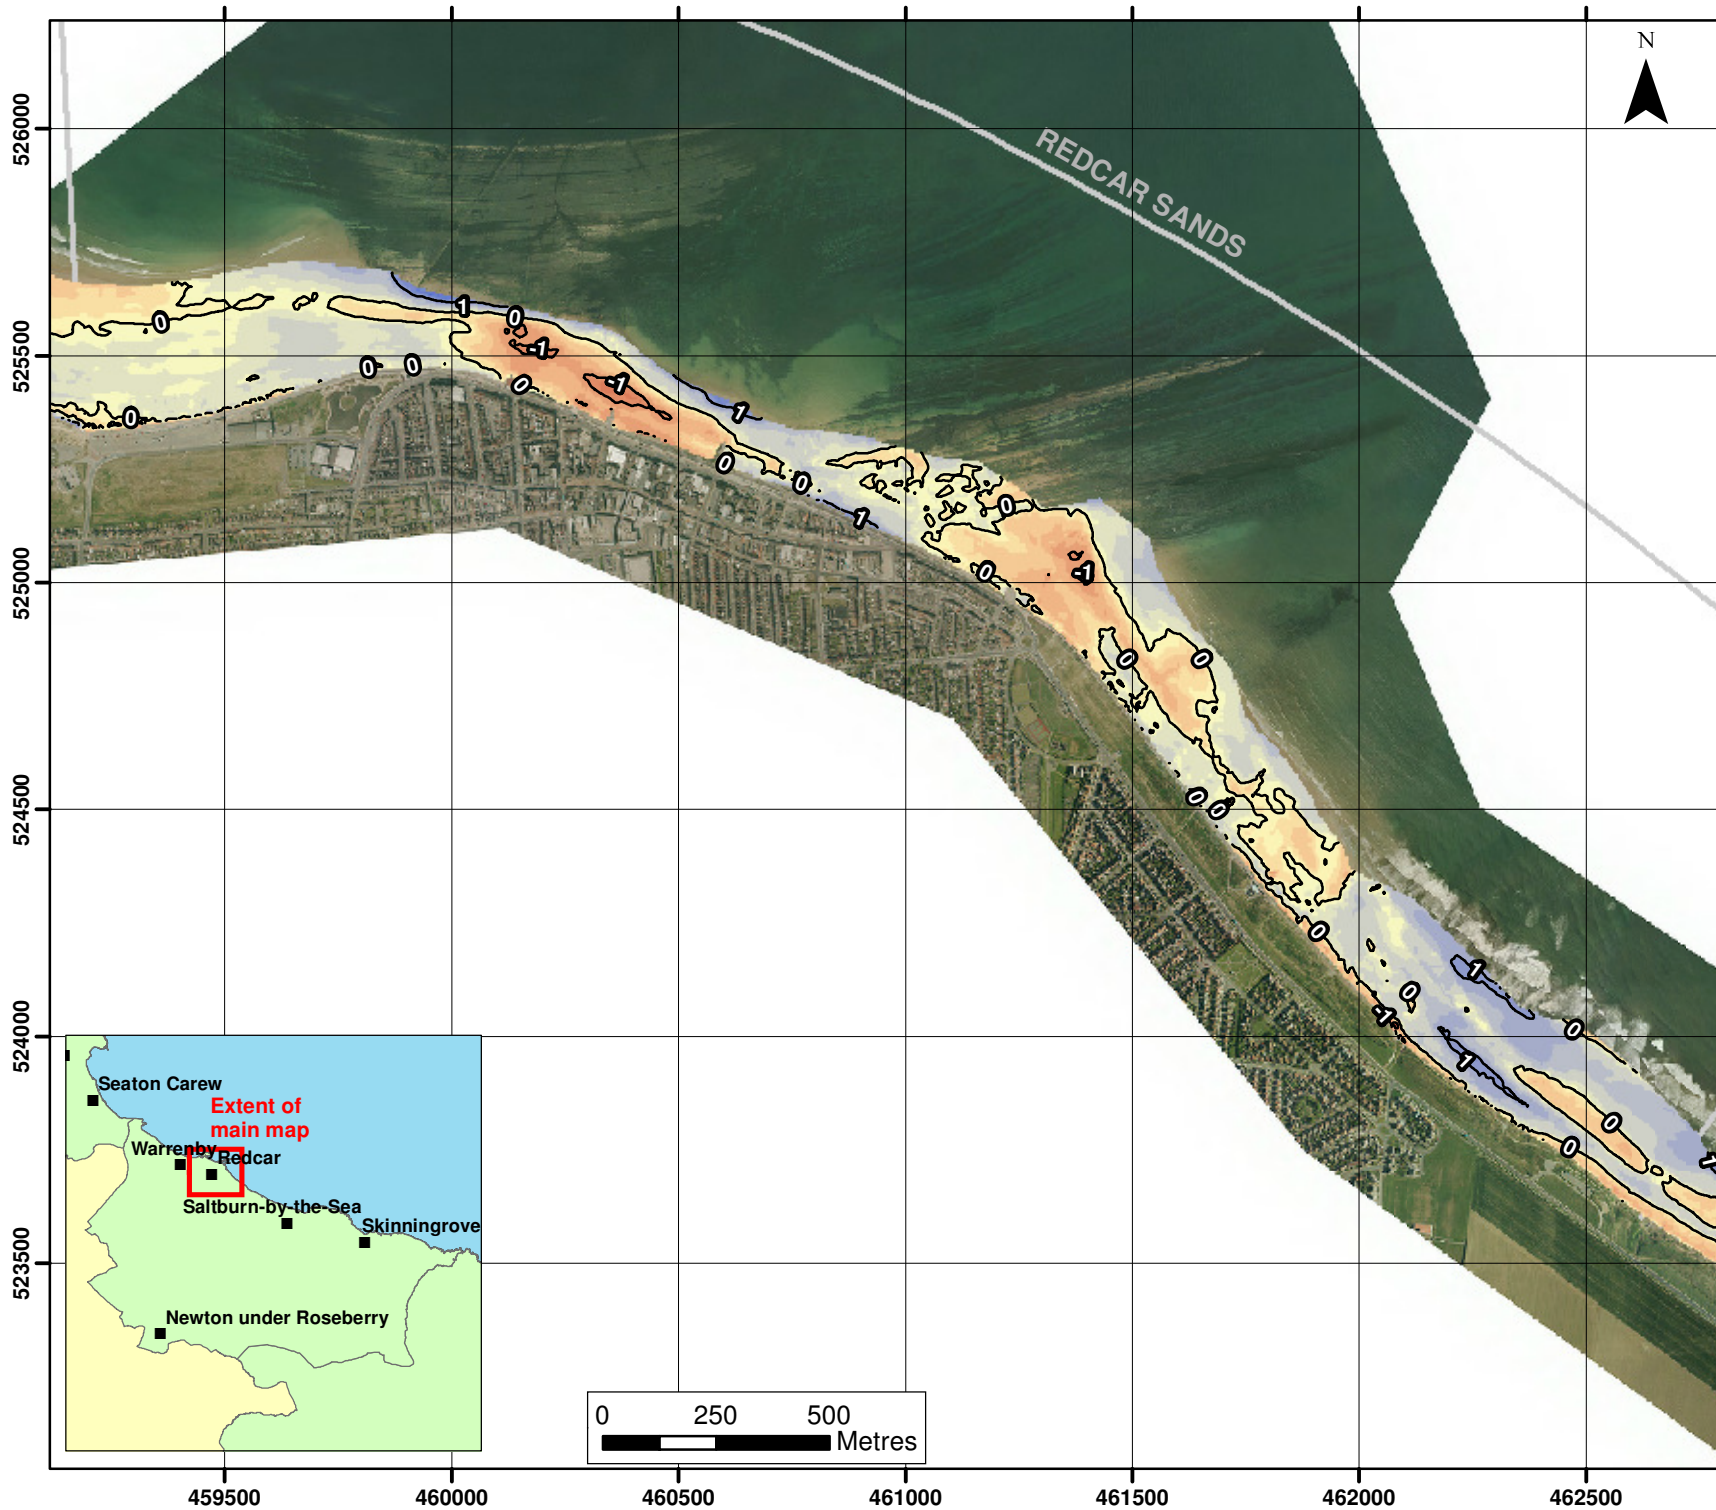 N
REDCAR SANDS
526000
525500
525000
524500
524000
523500
0
1
0
-1
-1
0
0
0
0
1
0
0
0
1
0
0
-1
0
0
0
0
0
0
-1
1
0
1
0
0
1
Seaton Carew
Extent of
main map
Warrenby
Redcar
Saltburn-by-the-Sea
Skinningrove
Newton under Roseberry
0 250 500
Metres
459500 460000 460500 461000 461500 462000 462500